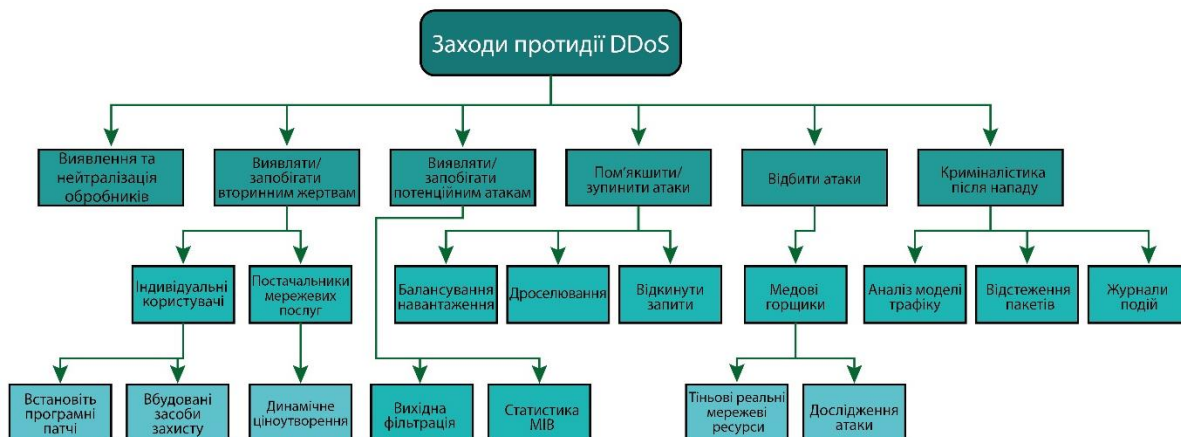 Заходи протидії DDoS
Виявлення та
нейтралізація
обробників
Виявляти/
запобігати
вторинним жертвам
Виявляти/
запобігати
потенційним атакам
Пом'якшити/
зупинити атаки
Відбити атаки
Криміналістика
після нападу
Індивідуальні
користувачі
Постачальники
мережевих
послуг
Балансування
навантаження
Дроселювання
Відкинути
запити
Медові
горщики
Аналіз моделі
трафіку
Відстеження
пакетів
Журнали
подій
Встановіть
програмні
патчі
Вбудовані
засоби
захисту
Динамічне
ціноутворення
Вихідна
фільтрація
Статистика
МІВ
Тіньові реальні
мережеві
ресурси
Дослідження
атаки